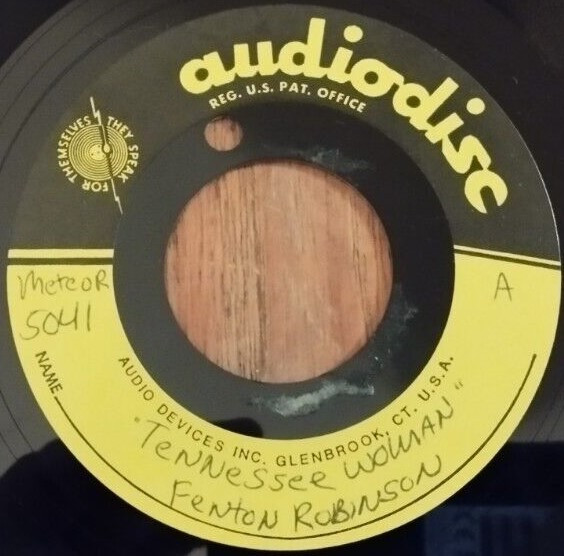 audiodisc
REG. U.S. PAT. OFFICE
THEY SPEAK
FOR THEMSELVES
Meteor
5041
A
NAME
AUDIO DEVICES INC. GLENBROOK, CT. U.S.A.
"Tennessee Woman"
Fenton Robinson